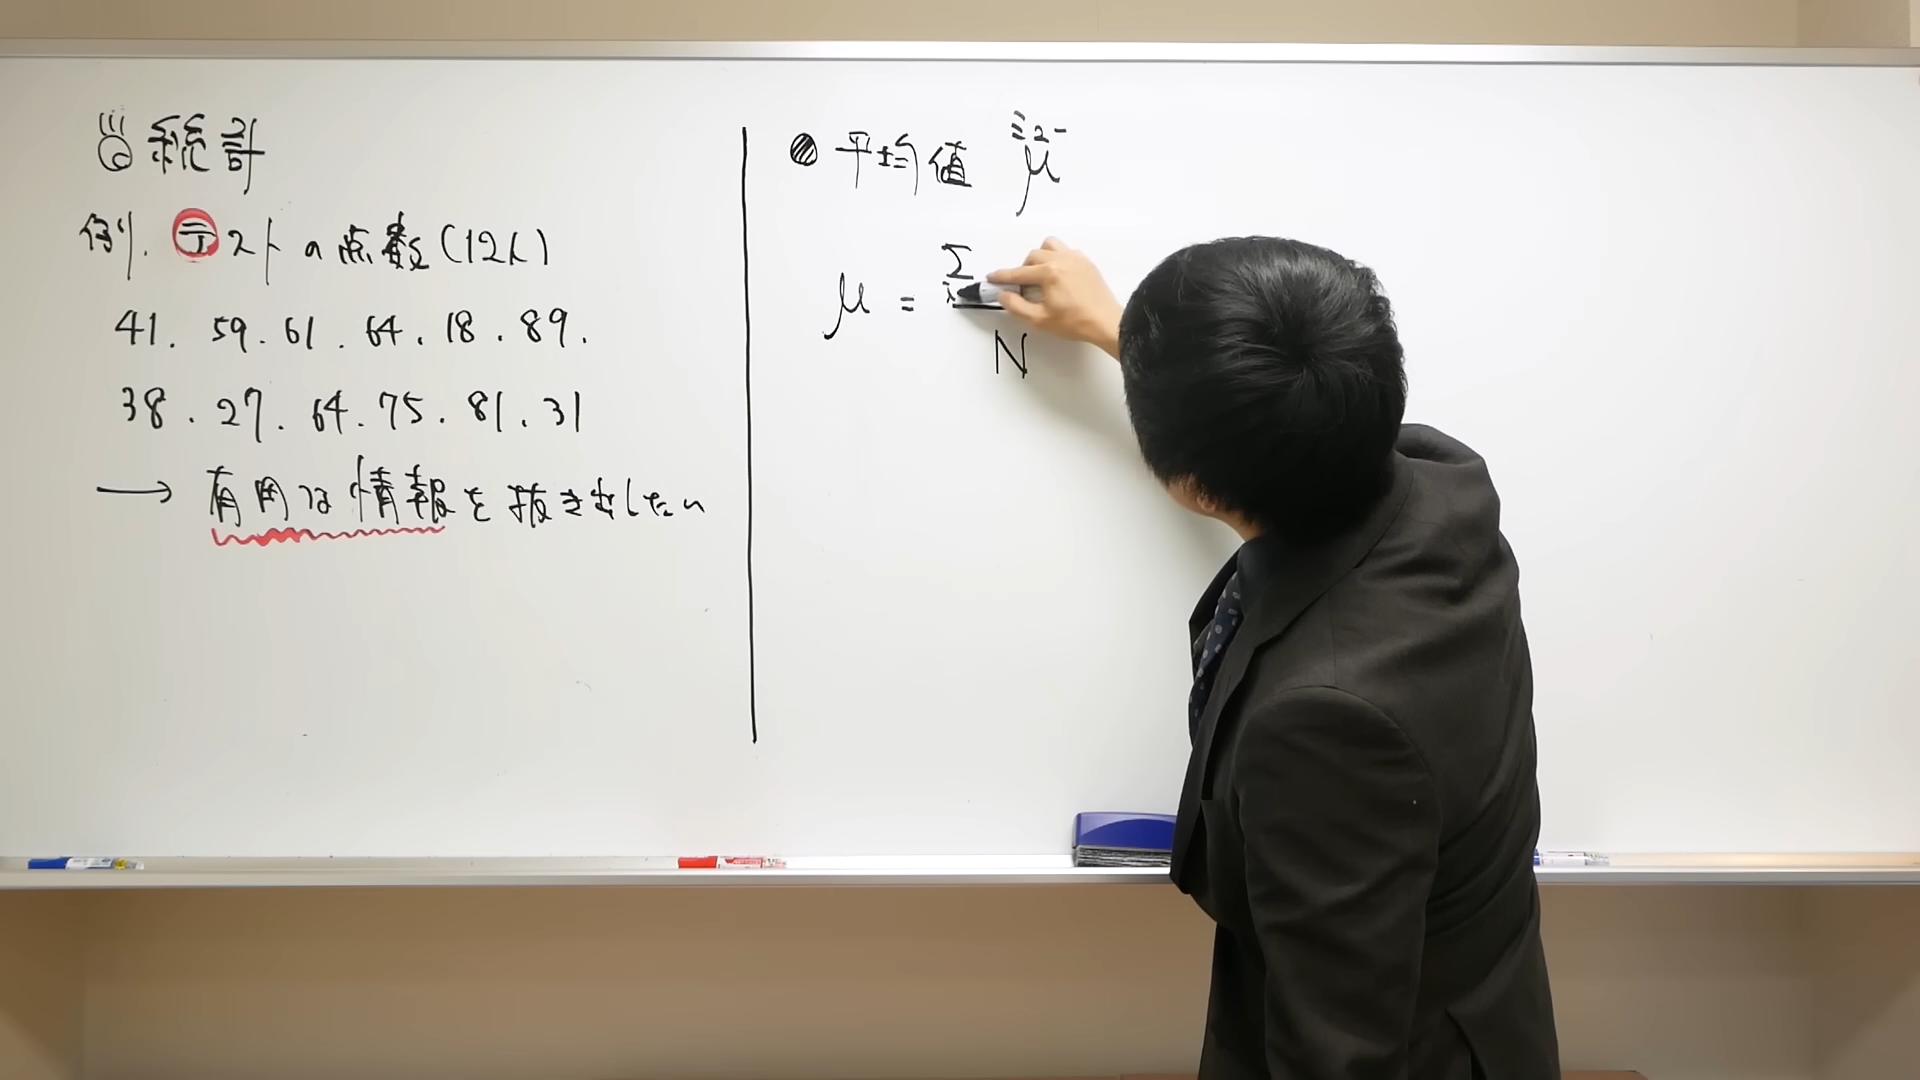 統計
例. テストの点数(12人)
41. 59. 61. 64. 18. 89.
38. 27. 64. 75. 81. 31
→ 有用な情報を抜き出したい
平均値 μ
ミュー
μ = Σ i
N